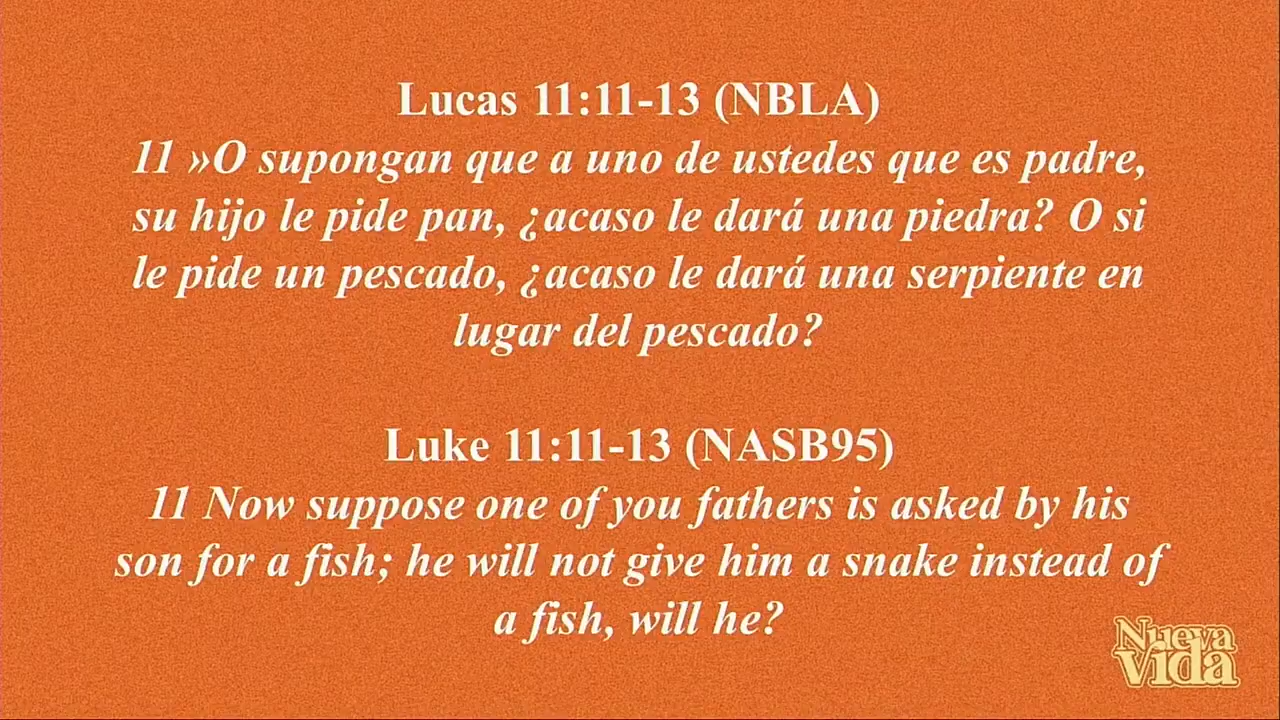 Lucas 11:11-13 (NBLA)
11 »O supongan que a uno de ustedes que es padre,
su hijo le pide pan, ¿acaso le dará una piedra? O si
le pide un pescado, ¿acaso le dará una serpiente en
lugar del pescado?
Luke 11:11-13 (NASB95)
11 Now suppose one of you fathers is asked by his
son for a fish; he will not give him a snake instead of
a fish, will he?
Nueva
Vida